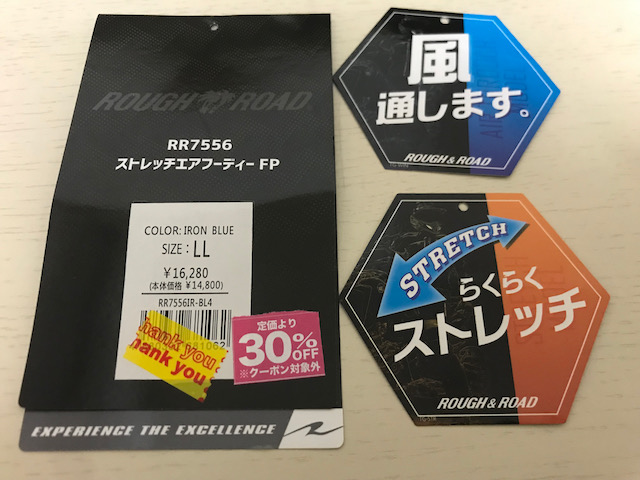 ROUGH ROAD
RR7556
ストレッチエアフーディー FP
COLOR: IRON BLUE
SIZE: LL
¥16,280
(本体価格 ¥14,800)
RR7556IR-BL4
thank you
thank you
定価より
30%OFF
※クーポン対象外
EXPERIENCE THE EXCELLENCE
風
通します。
ROUGH&ROAD
STRETCH
らくらく
ストレッチ
ROUGH&ROAD